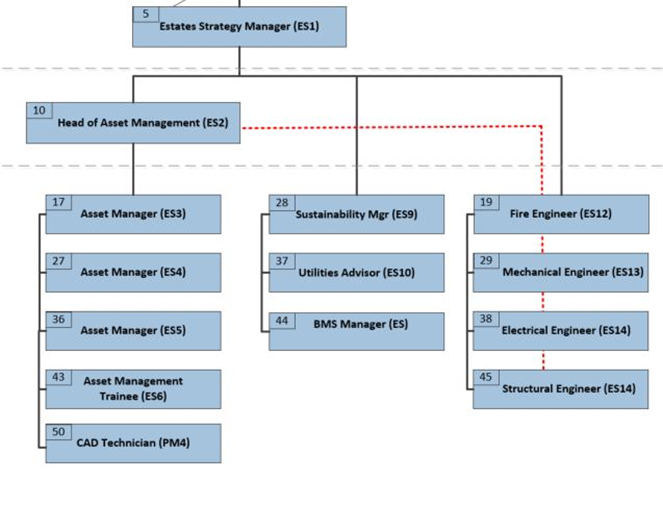 5
Estates Strategy Manager (ES1)
10
Head of Asset Management (ES2)
17
Asset Manager (ES3)
28
Sustainability Mgr (ES9)
19
Fire Engineer (ES12)
27
Asset Manager (ES4)
37
Utilities Advisor (ES10)
29
Mechanical Engineer (ES13)
36
Asset Manager (ES5)
44
BMS Manager (ES)
38
Electrical Engineer (ES14)
43
Asset Management
Trainee (ES6)
45
Structural Engineer (ES14)
50
CAD Technician (PM4)